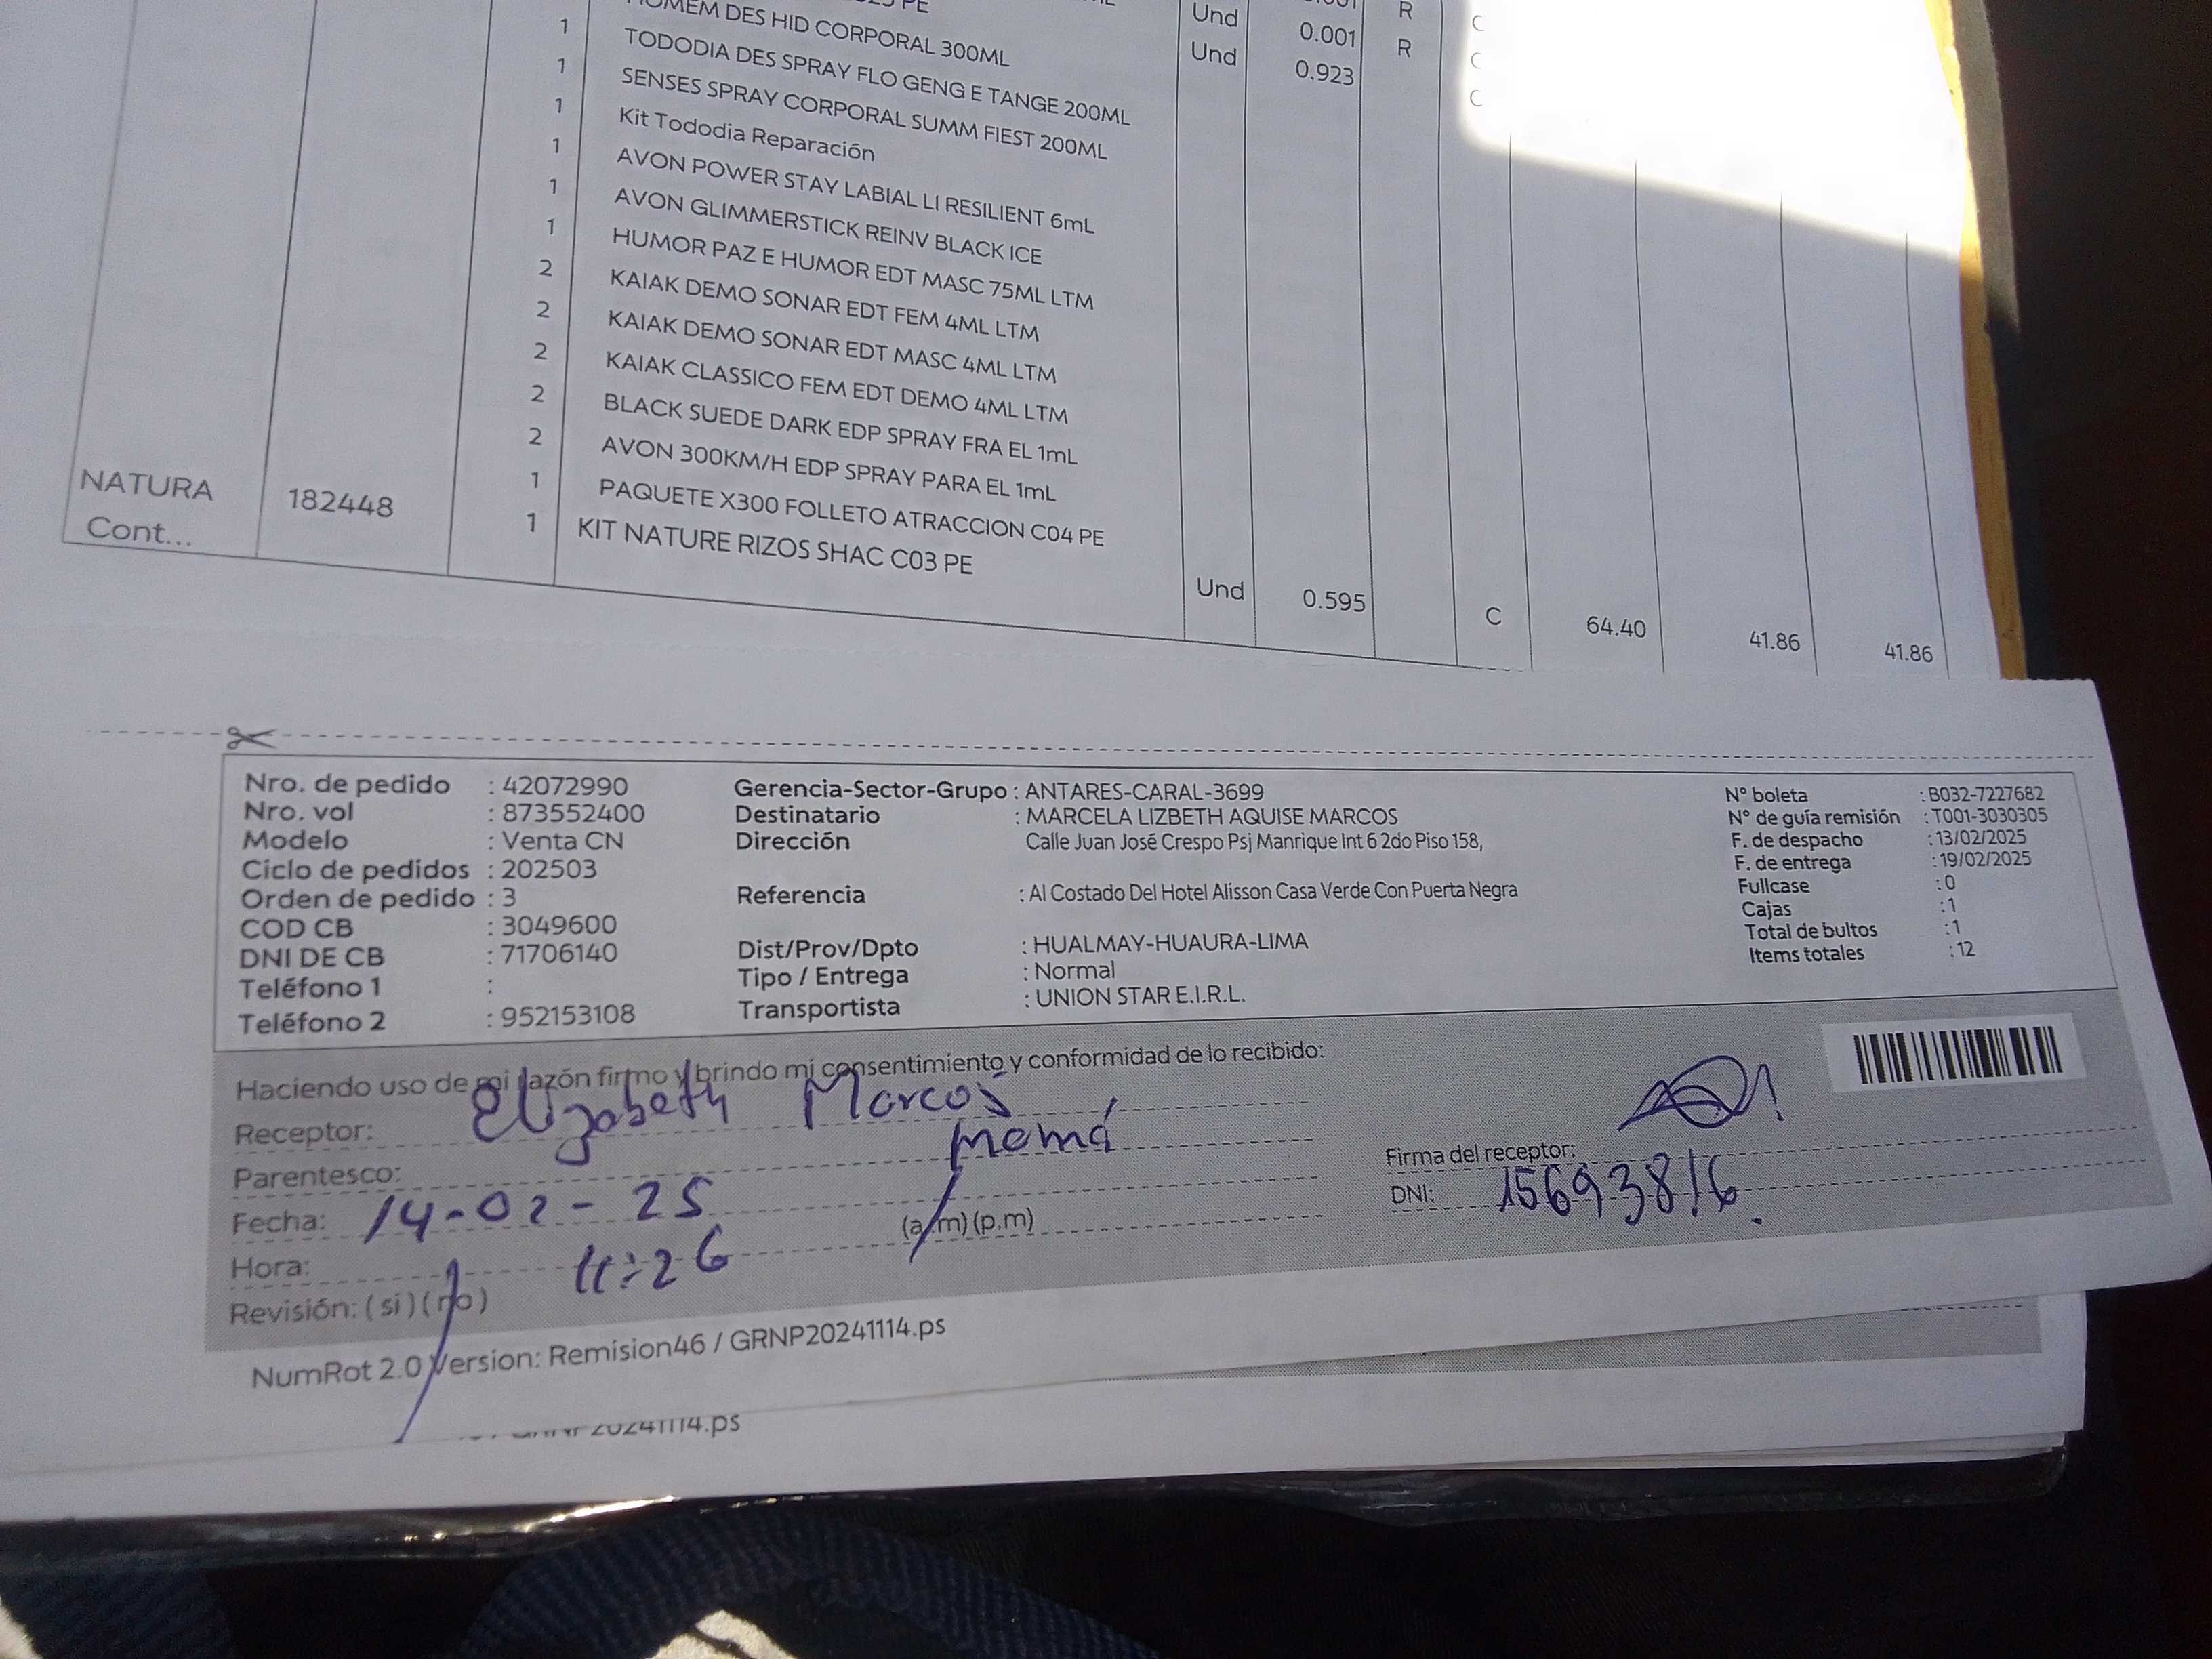 PE
Und
R
C
1 HOMEM DES HID CORPORAL 300ML Und 0.001 R C
1 TODODIA DES SPRAY FLO GENG E TANGE 200ML 0.923 C
1 SENSES SPRAY CORPORAL SUMM FIEST 200ML
1 Kit Tododia Reparación
1 AVON POWER STAY LABIAL LI RESILIENT 6mL
1 AVON GLIMMERSTICK REINV BLACK ICE
2 HUMOR PAZ E HUMOR EDT MASC 75ML LTM
2 KAIAK DEMO SONAR EDT FEM 4ML LTM
2 KAIAK DEMO SONAR EDT MASC 4ML LTM
2 KAIAK CLASSICO FEM EDT DEMO 4ML LTM
2 BLACK SUEDE DARK EDP SPRAY FRA EL 1mL
1 AVON 300KM/H EDP SPRAY PARA EL 1mL
1 PAQUETE X300 FOLLETO ATRACCION C04 PE
NATURA 182448 KIT NATURE RIZOS SHAC C03 PE Und 0.595 C 64.40 41.86 41.86
Cont...
Nro. de pedido : 42072990
Nro. vol : 873552400
Modelo : Venta CN
Ciclo de pedidos : 202503
Orden de pedido : 3
COD CB : 3049600
DNI DE CB : 71706140
Teléfono 1 :
Teléfono 2 : 952153108
Gerencia-Sector-Grupo : ANTARES-CARAL-3699
Destinatario : MARCELA LIZBETH AQUISE MARCOS
Dirección Calle Juan José Crespo Psj Manrique Int 6 2do Piso 158,
Referencia : Al Costado Del Hotel Alisson Casa Verde Con Puerta Negra
Dist/Prov/Dpto : HUALMAY-HUAURA-LIMA
Tipo / Entrega : Normal
Transportista : UNION STAR E.I.R.L.
N° boleta : B032-7227682
N° de guía remisión : T001-3030305
F. de despacho : 13/02/2025
F. de entrega : 19/02/2025
Fullcase : 0
Cajas : 1
Total de bultos : 1
Items totales : 12
Haciendo uso de mi razón firmo y brindo mi consentimiento y conformidad de lo recibido:
Receptor: Elizabeth Marcos
Parentesco: mamá
Fecha: 14-02-25
Hora: 11:26 (a.m) (p.m)
Revisión: (si) (no)
Firma del receptor:
DNI: 15693816
NumRot 2.0 Version: Remision46 / GRNP20241114.ps
20241114.ps